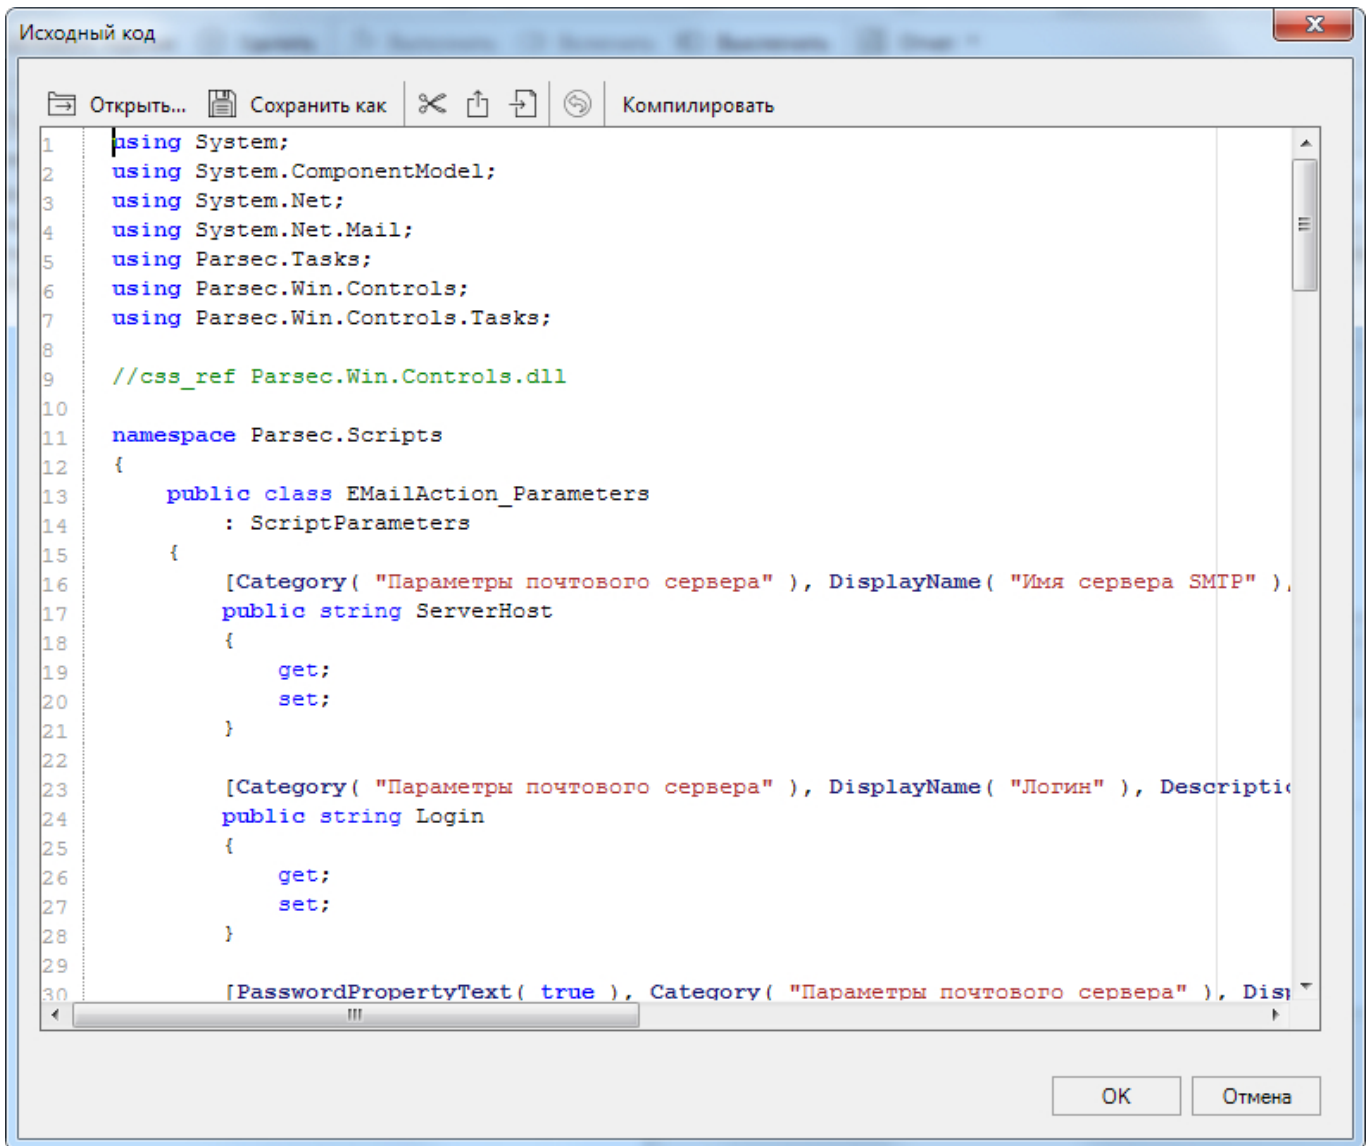 Исходный код
Открыть... Сохранить как Компилировать
1 using System;
2 using System.ComponentModel;
3 using System.Net;
4 using System.Net.Mail;
5 using Parsec.Tasks;
6 using Parsec.Win.Controls;
7 using Parsec.Win.Controls.Tasks;
8
9 //css_ref Parsec.Win.Controls.dll
10
11 namespace Parsec.Scripts
12 {
13 public class EMailAction_Parameters
14 : ScriptParameters
15 {
16 [Category( "Параметры почтового сервера" ), DisplayName( "Имя сервера SMTP" ),
17 public string ServerHost
18 {
19 get;
20 set;
21 }
22
23 [Category( "Параметры почтового сервера" ), DisplayName( "Логин" ),
24 public string Login
25 {
26 get;
27 set;
28 }
29
30 [PasswordPropertyText( true ), Category( "Параметры почтового сервера" ),
OK Отмена